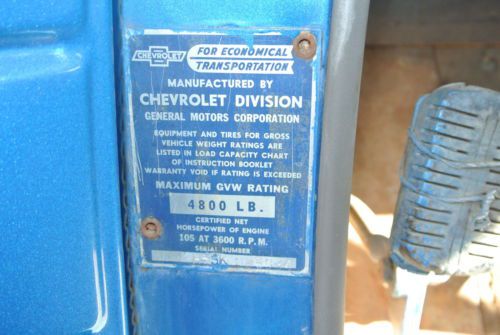 CHEVROLET
FOR ECONOMICAL
TRANSPORTATION
MANUFACTURED BY
CHEVROLET DIVISION
GENERAL MOTORS CORPORATION
EQUIPMENT AND TIRES FOR GROSS
VEHICLE WEIGHT RATINGS ARE
LISTED IN LOAD CAPACITY CHART
OF INSTRUCTION BOOKLET
WARRANTY VOID IF RATING IS EXCEEDED
MAXIMUM GVW RATING
4800 LB.
CERTIFIED NET
HORSEPOWER OF ENGINE
105 AT 3600 R.P.M.
SERIAL NUMBER